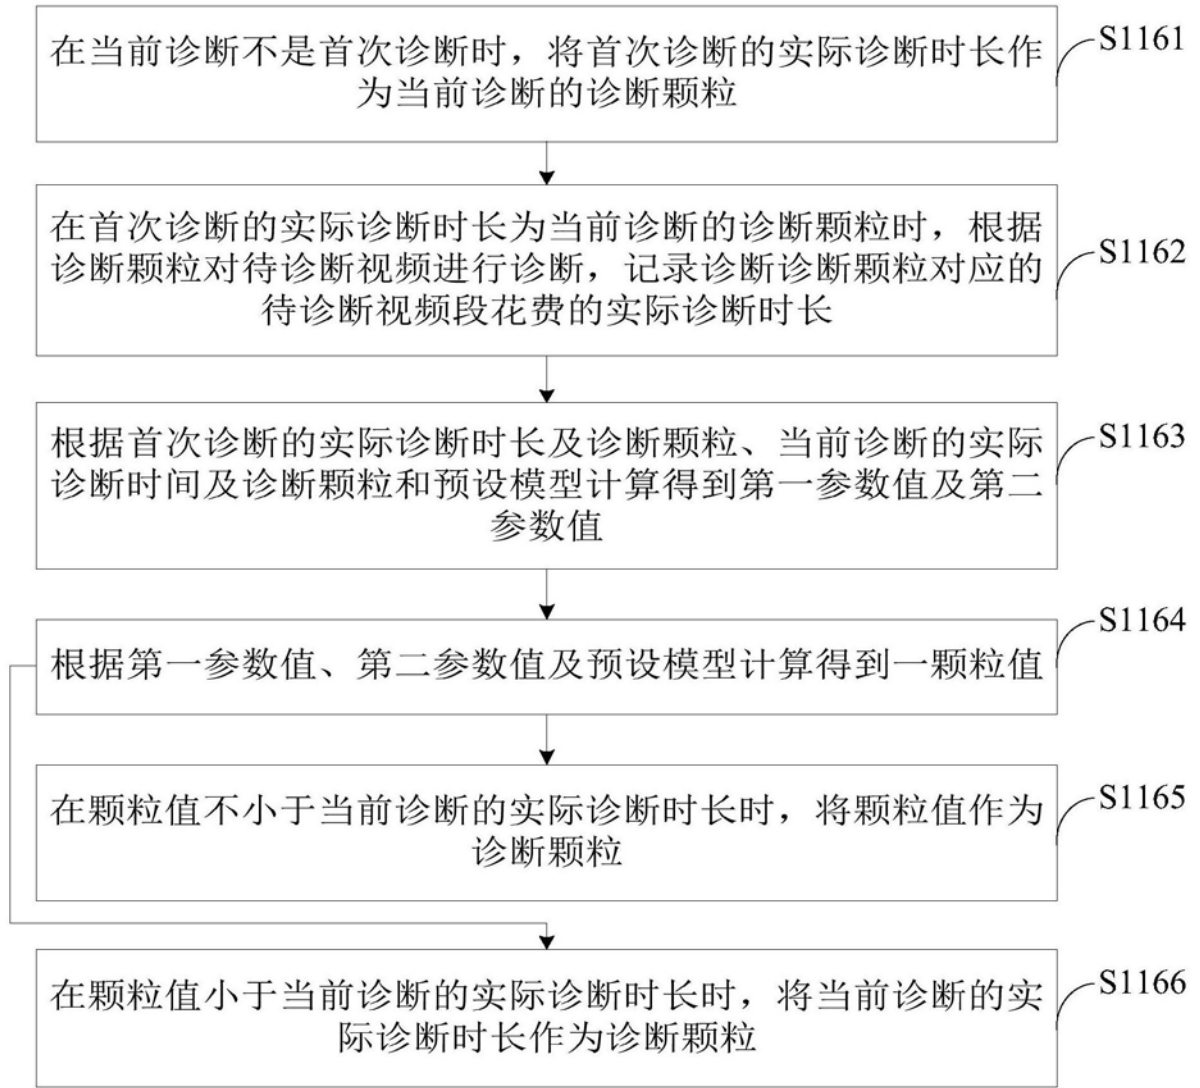 在当前诊断不是首次诊断时，将首次诊断的实际诊断时长作
为当前诊断的诊断颗粒
S1161
在首次诊断的实际诊断时长为当前诊断的诊断颗粒时，根据
诊断颗粒对待诊断视频进行诊断，记录诊断诊断颗粒对应的
待诊断视频段花费的实际诊断时长
S1162
根据首次诊断的实际诊断时长及诊断颗粒、当前诊断的实际
诊断时间及诊断颗粒和预设模型计算得到第一参数值及第二
参数值
S1163
根据第一参数值、第二参数值及预设模型计算得到一颗粒值
S1164
在颗粒值不小于当前诊断的实际诊断时长时，将颗粒值作为
诊断颗粒
S1165
在颗粒值小于当前诊断的实际诊断时长时，将当前诊断的实
际诊断时长作为诊断颗粒
S1166